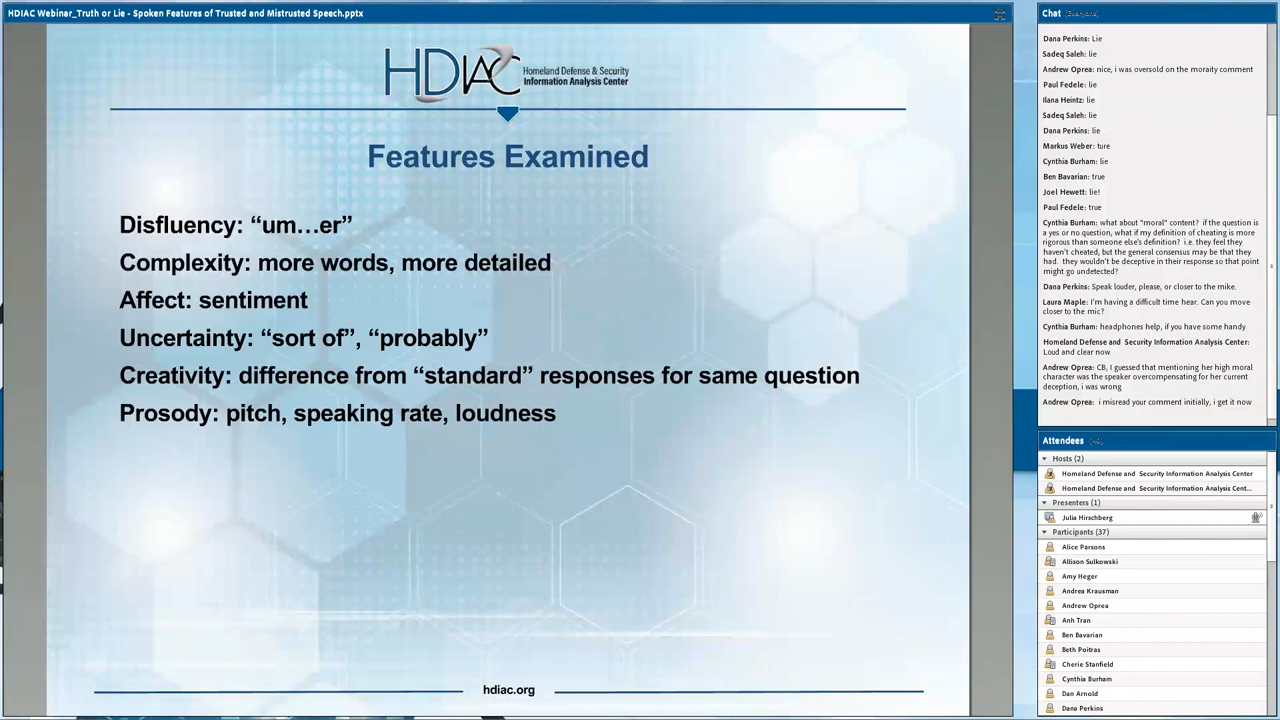 HDIAC Webinar_Truth or Lie - Spoken Features of Trusted and Mistrusted Speech.pptx
HDIAC
Homeland Defense & Security
Information Analysis Center
Features Examined
Disfluency: “um…er”
Complexity: more words, more detailed
Affect: sentiment
Uncertainty: “sort of”, “probably”
Creativity: difference from “standard” responses for same question
Prosody: pitch, speaking rate, loudness
hdiac.org
Chat (Everyone)
Dana Perkins: Lie
Sadeq Saleh: lie
Andrew Oprea: nice, i was oversold on the moraity comment
Paul Fedele: lie
Ilana Heintz: lie
Sadeq Saleh: lie
Dana Perkins: lie
Markus Weber: ture
Cynthia Burham: lie
Ben Bavarian: true
Joel Hewett: lie!
Paul Fedele: true
Cynthia Burham: what about "moral" content? if the question is
a yes or no question, what if my definition of cheating is more
rigorous than someone else's definition? i.e. they feel they
haven't cheated, but the general consensus may be that they
had. they wouldn't be deceptive in their response so that point
might go undetected?
Dana Perkins: Speak louder, please, or closer to the mike.
Laura Maple: I'm having a difficult time hear. Can you move
closer to the mic?
Cynthia Burham: headphones help, if you have some handy
Homeland Defense and Security Information Analysis Center:
Loud and clear now
Andrew Oprea: CB, I guessed that mentioning her high moral
character was the speaker overcompensating for her current
deception, i was wrong
Andrew Oprea: i misread your comment initially, i get it now
Attendees (40)
Hosts (2)
Homeland Defense and Security Information Analysis Center
Homeland Defense and Security Information Analysis Cent...
Presenters (1)
Julia Hirschberg
Participants (37)
Alice Parsons
Allison Sulkowski
Amy Heger
Andrea Krausman
Andrew Oprea
Anh Tran
Ben Bavarian
Beth Poitras
Cherie Stanfield
Cynthia Burham
Dan Arnold
Dana Perkins